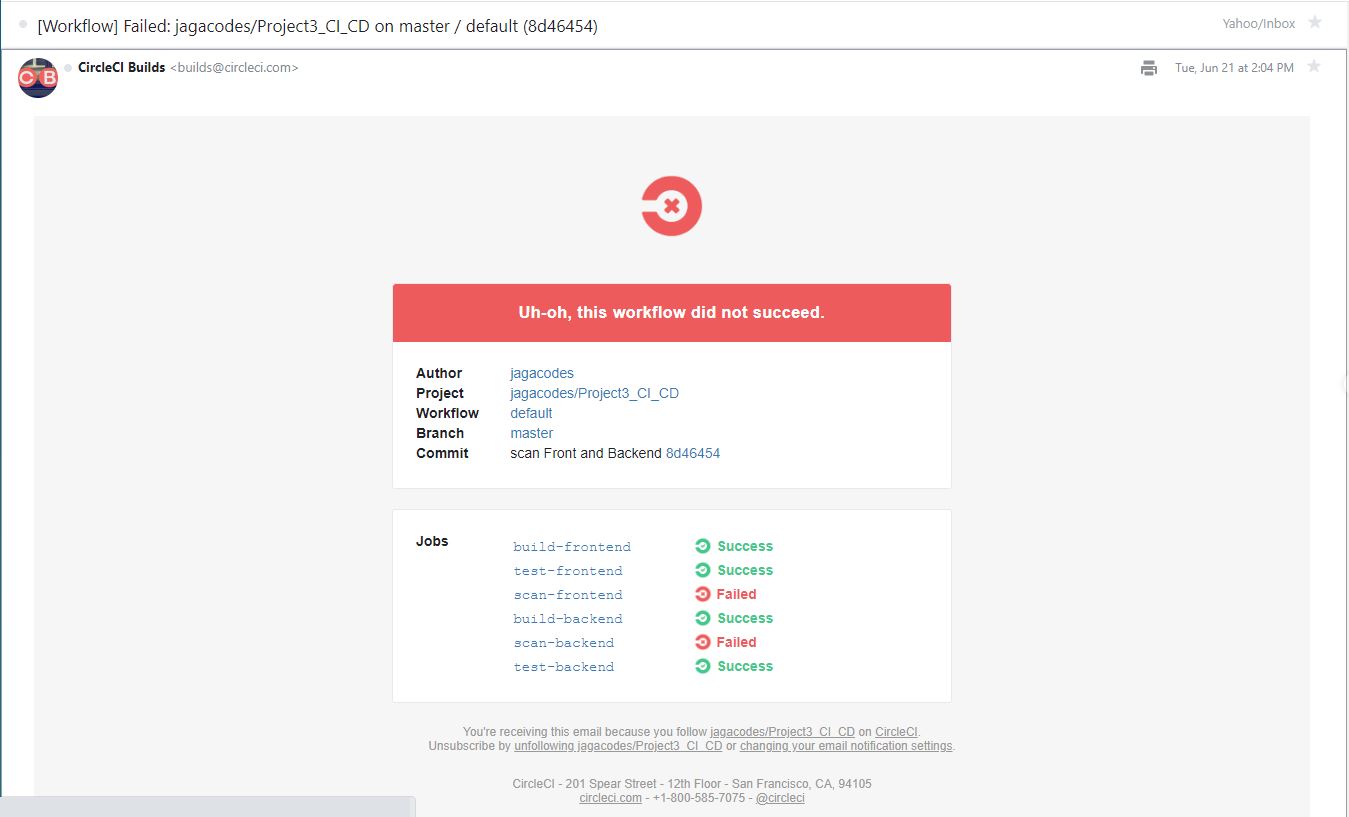 [Workflow] Failed: jagacodes/Project3_CI_CD on master / default (8d46454)
Yahoo/Inbox
CB
CircleCI Builds <builds@circleci.com>
Tue, Jun 21 at 2:04 PM
Uh-oh, this workflow did not succeed.
Author jagacodes
Project jagacodes/Project3_CI_CD
Workflow default
Branch master
Commit scan Front and Backend 8d46454
Jobs
build-frontend Success
test-frontend Success
scan-frontend Failed
build-backend Success
scan-backend Failed
test-backend Success
You're receiving this email because you follow jagacodes/Project3_CI_CD on CircleCI.
Unsubscribe by unfollowing jagacodes/Project3_CI_CD or changing your email notification settings.
CircleCI - 201 Spear Street - 12th Floor - San Francisco, CA, 94105
circleci.com - +1-800-585-7075 - @circleci